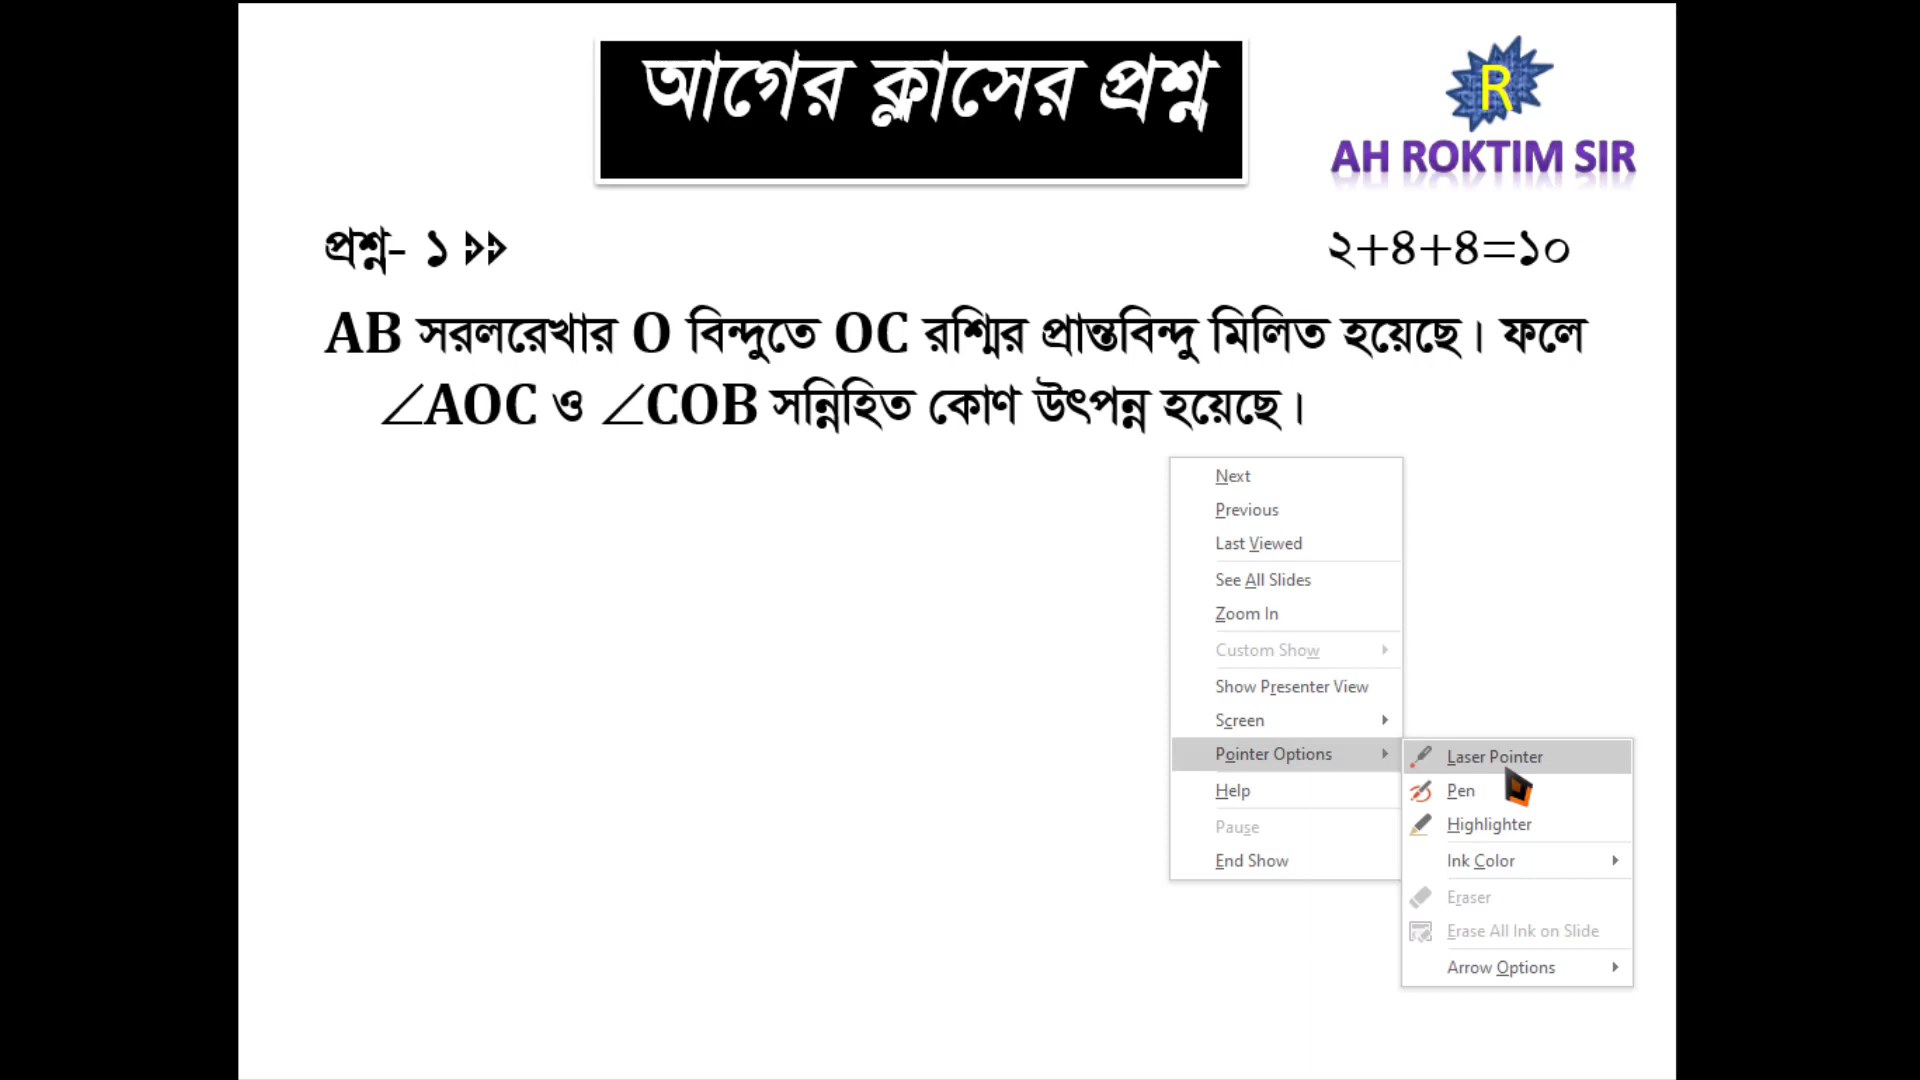 আগের ক্লাসের প্রশ্ন
R
AH ROKTIM SIR
প্রশ্ন- ১
২+৪+৪=১০
AB সরলরেখার O বিন্দুতে OC রশ্মির প্রান্তবিন্দু মিলিত হয়েছে। ফলে
∠AOC ও ∠COB সন্নিহিত কোণ উৎপন্ন হয়েছে।
Next
Previous
Last Viewed
See All Slides
Zoom In
Custom Show
Show Presenter View
Screen
Pointer Options
Help
Pause
End Show
Laser Pointer
Pen
Highlighter
Ink Color
Eraser
Erase All Ink on Slide
Arrow Options